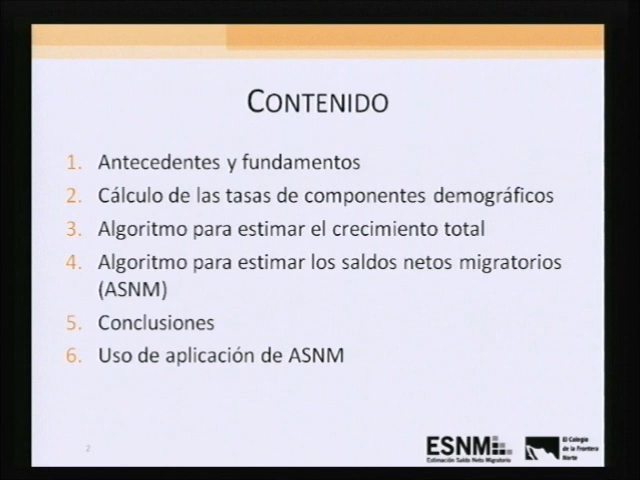 CONTENIDO
1. Antecedentes y fundamentos
2. Cálculo de las tasas de componentes demográficos
3. Algoritmo para estimar el crecimiento total
4. Algoritmo para estimar los saldos netos migratorios
(ASNM)
5. Conclusiones
6. Uso de aplicación de ASNM
2
ESNM
Estimación Saldo Neto Migratorio
El Colegio
de la Frontera
Norte